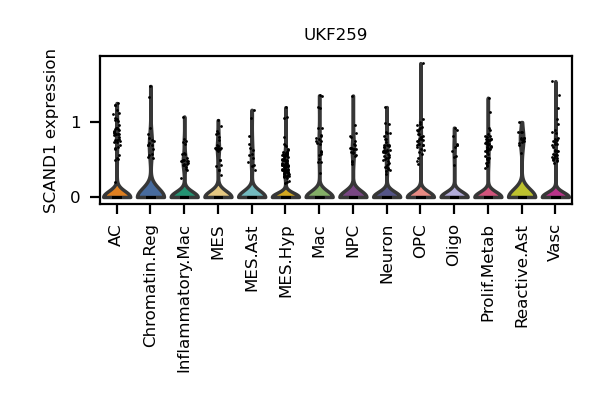 UKF259
SCAND1 expression
1
0
AC
Chromatin.Reg
Inflammatory.Mac
MES
MES.Ast
MES.Hyp
Mac
NPC
Neuron
OPC
Oligo
Prolif.Metab
Reactive.Ast
Vasc